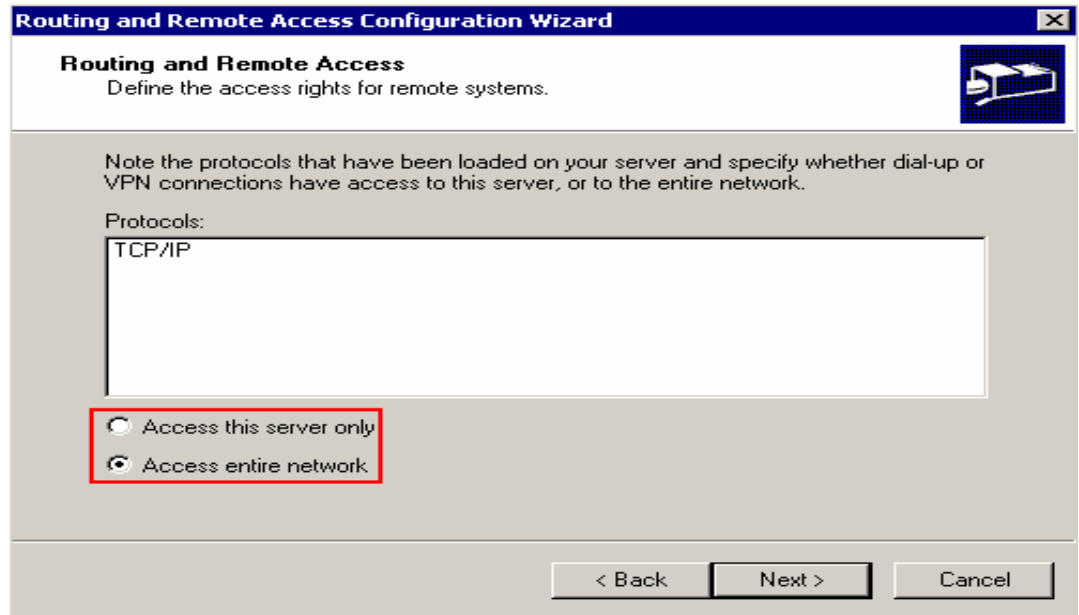 Routing and Remote Access Configuration Wizard
Routing and Remote Access
Define the access rights for remote systems.
Note the protocols that have been loaded on your server and specify whether dial-up or
VPN connections have access to this server, or to the entire network.
Protocols:
TCP/IP
Access this server only
Access entire network
< Back
Next >
Cancel